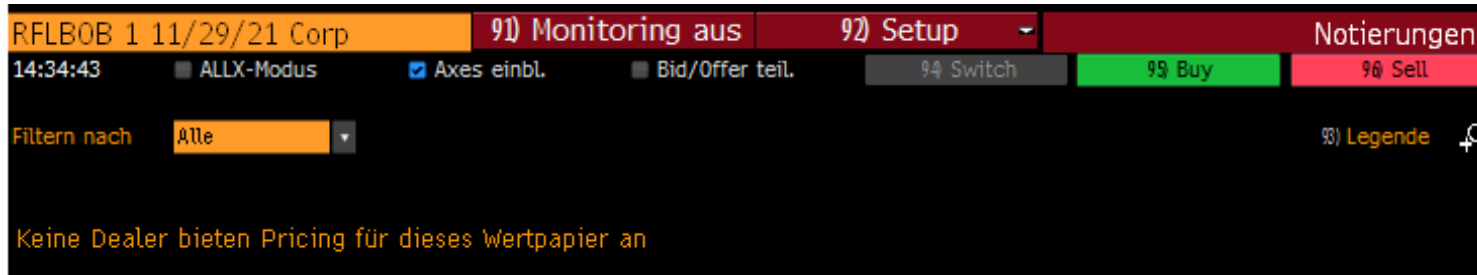 RFLBOB 1 11/29/21 Corp 91) Monitoring aus 92) Setup Notierungen
14:34:43 ALLX-Modus Axes einbl. Bid/Offer teil. 94) Switch 95) Buy 96) Sell
Filtern nach Alle 93) Legende
Keine Dealer bieten Pricing für dieses Wertpapier an